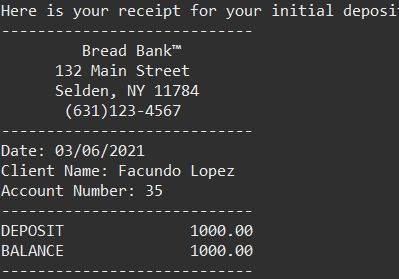 Here is your receipt for your initial
----------------------------
Bread Bank™
132 Main Street
Selden, NY 11784
(631)123-4567
----------------------------
Date: 03/06/2021
Client Name: Facundo Lopez
Account Number: 35
----------------------------
DEPOSIT 1000.00
BALANCE 1000.00
----------------------------